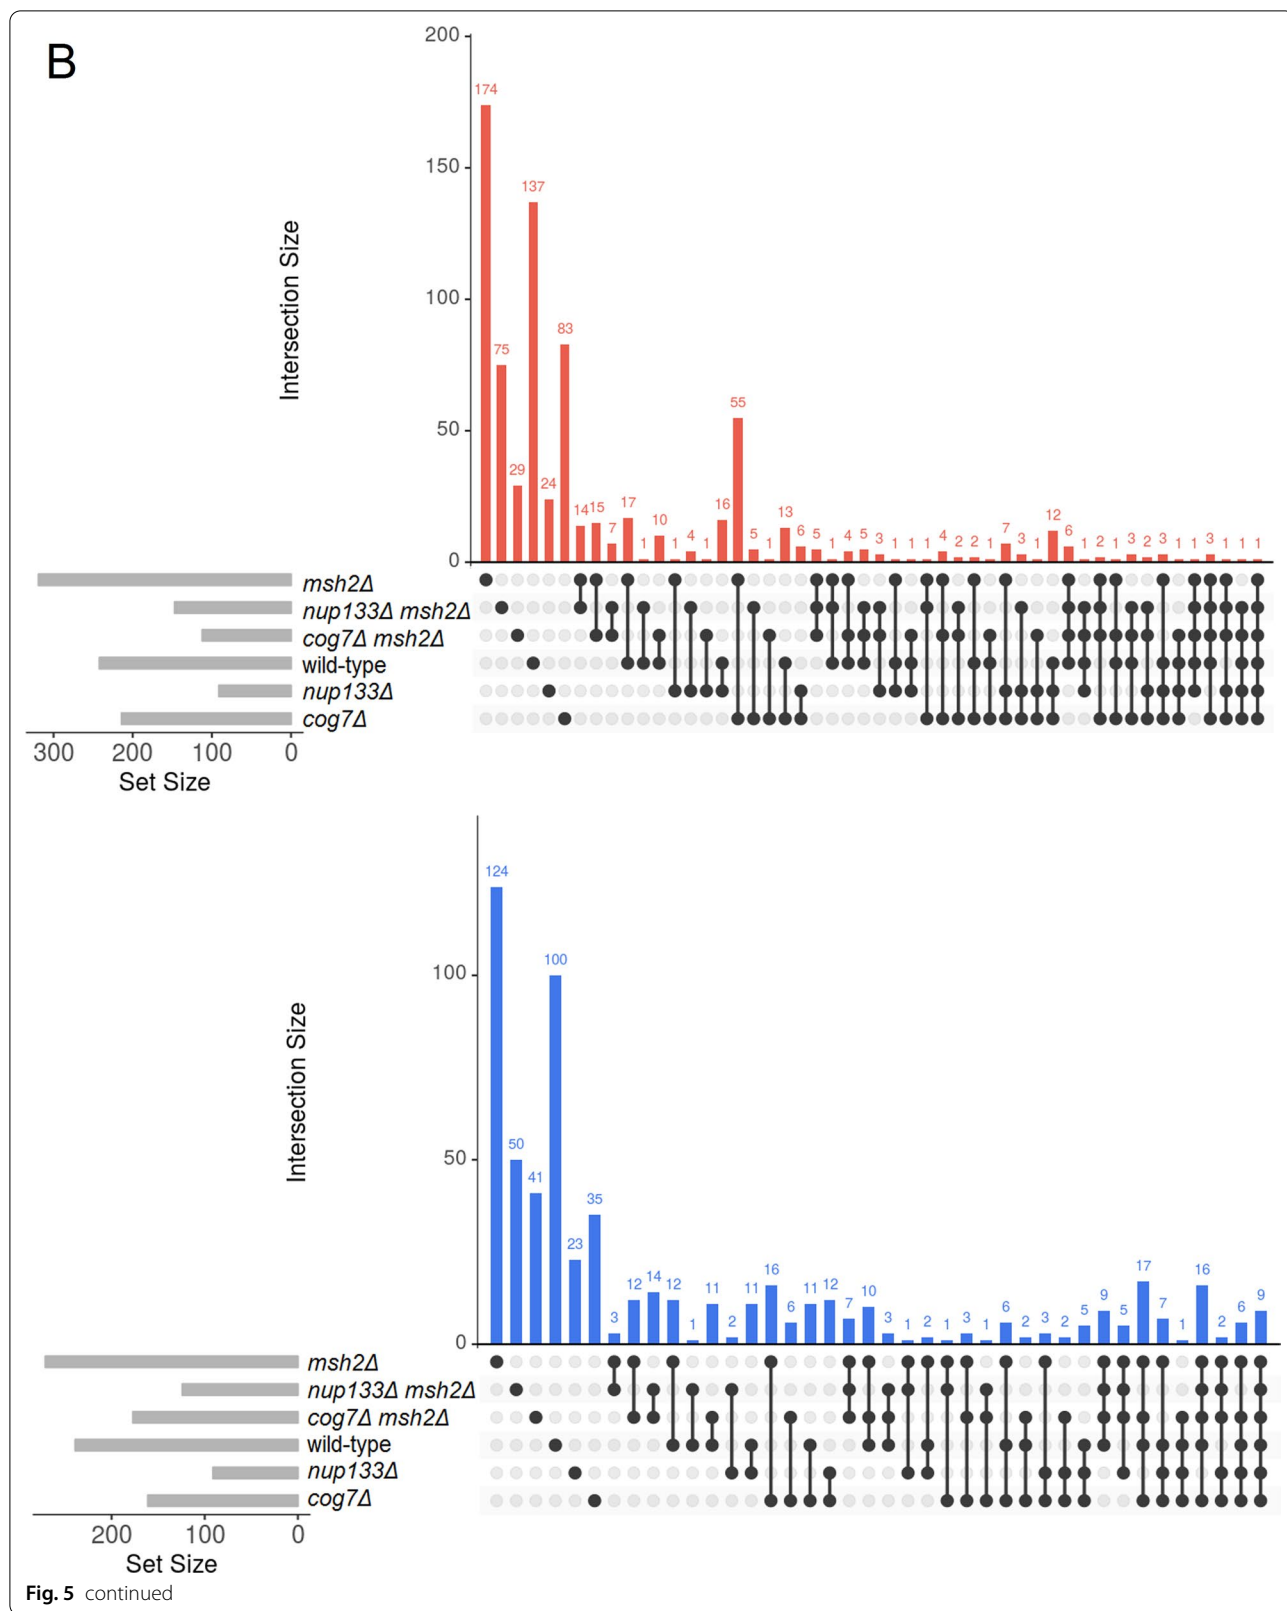 B
200
150
100
50
0
Intersection Size
174
75
29
137
24
83
14 15 7 17 1 10 1 4 1 16 55 5 1 13 6 5 1 4 5 3 1 1 1 4 2 2 1 7 3 1 12 6 1 2 1 3 2 3 1 1 3 1 1 1
msh2Δ
nup133Δ msh2Δ
cog7Δ msh2Δ
wild-type
nup133Δ
cog7Δ
300 200 100 0
Set Size
100
50
0
Intersection Size
124
50
41
100
23
35
3 12 14 12 1 11 2 11 16 6 11 12 7 10 3 1 2 1 3 1 6 2 3 2 5 9 5 17 7 1 16 2 6 9
msh2Δ
nup133Δ msh2Δ
cog7Δ msh2Δ
wild-type
nup133Δ
cog7Δ
200 100 0
Set Size
Fig. 5 continued